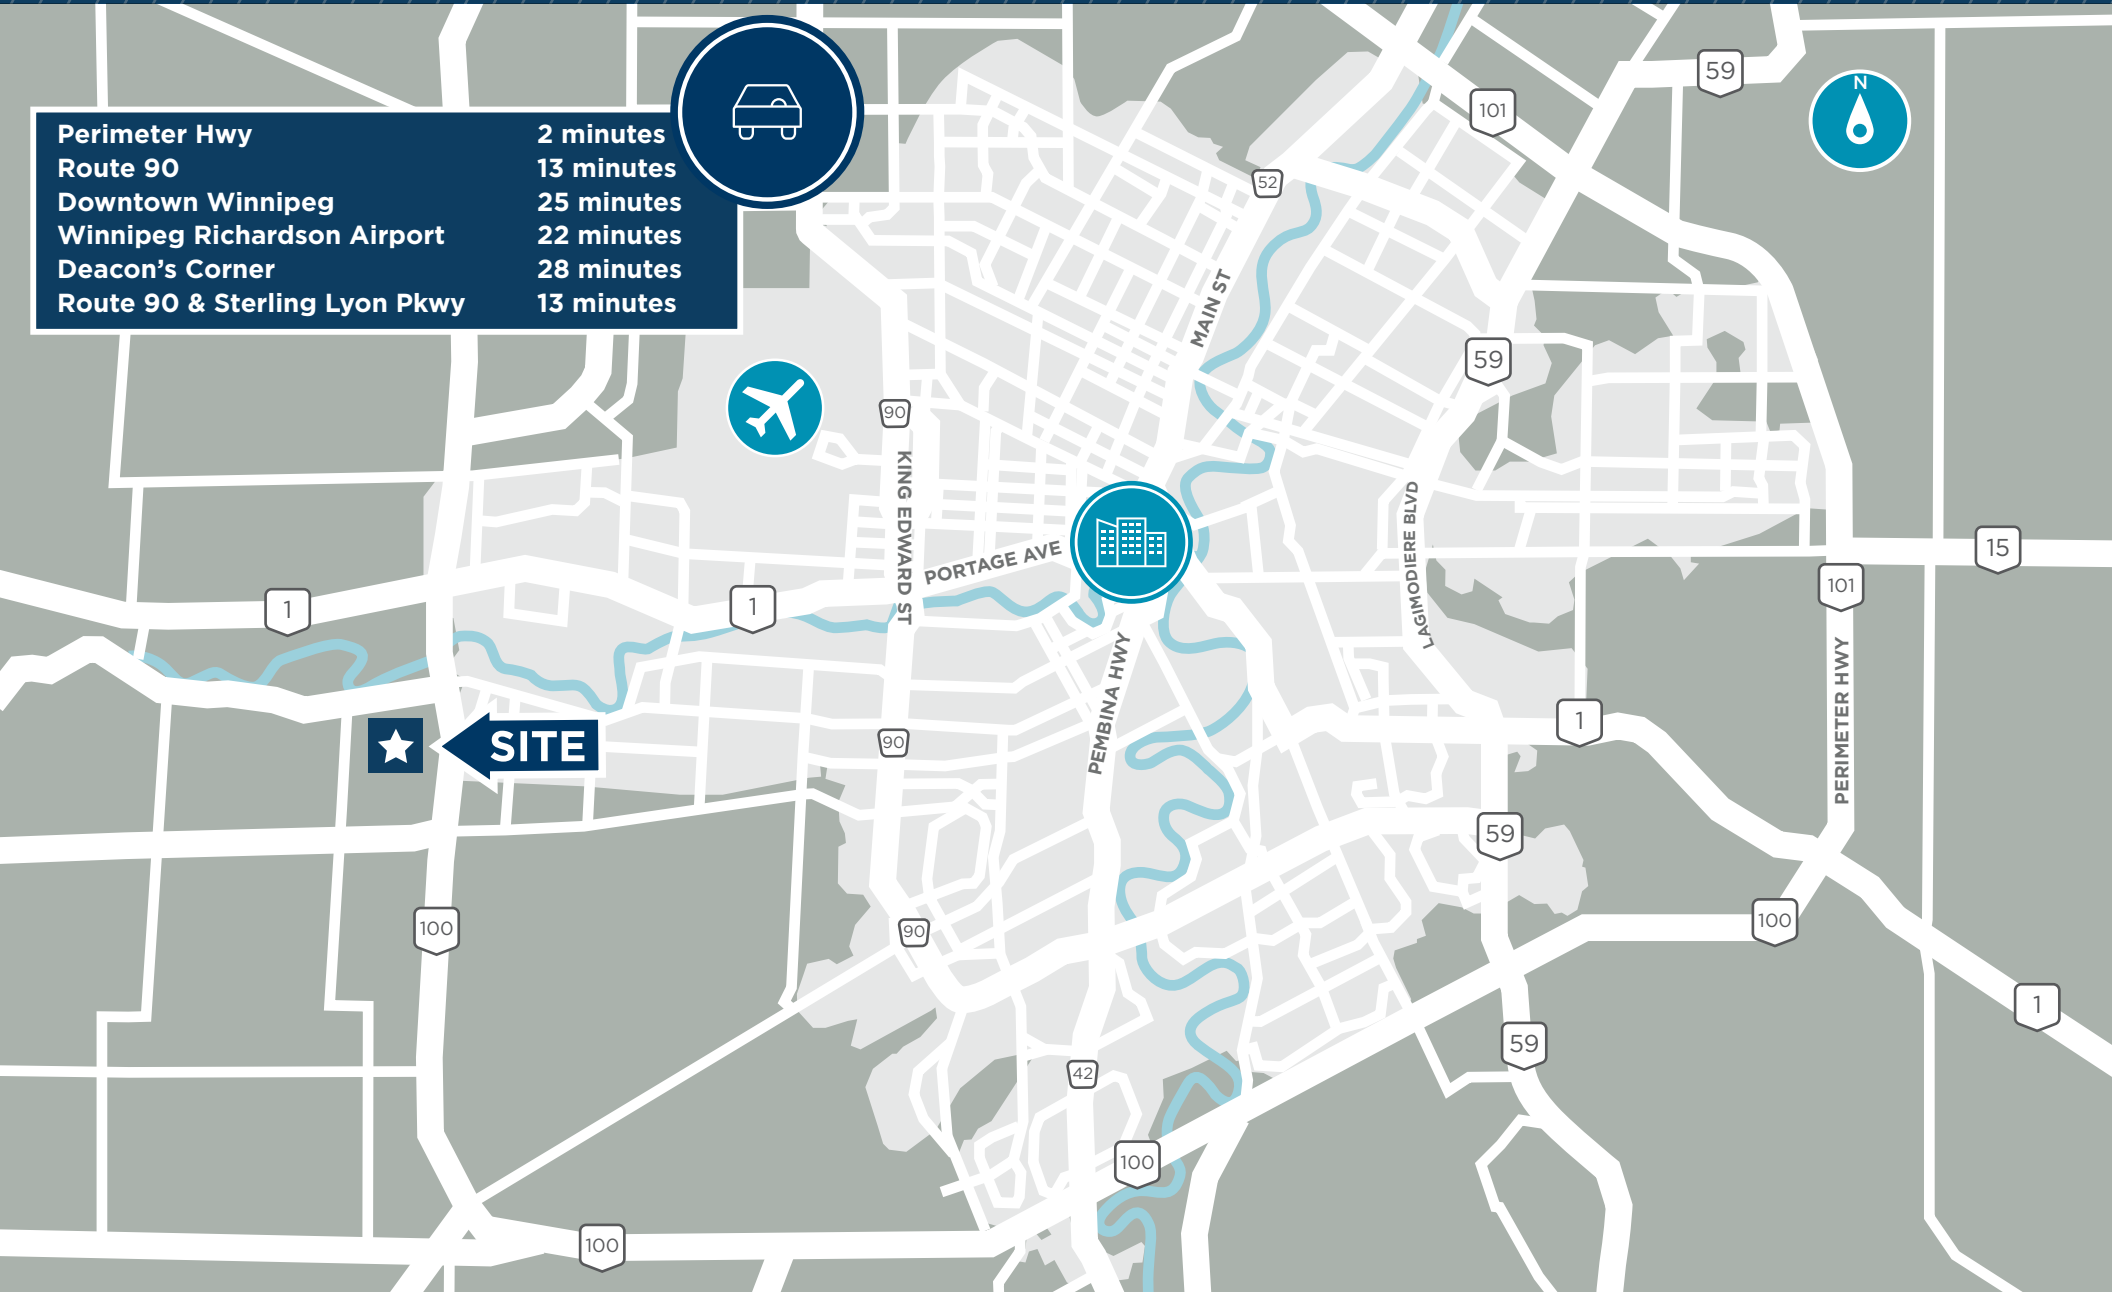 Perimeter Hwy 2 minutes
Route 90 13 minutes
Downtown Winnipeg 25 minutes
Winnipeg Richardson Airport 22 minutes
Deacon's Corner 28 minutes
Route 90 & Sterling Lyon Pkwy 13 minutes
59
N
101
52
MAIN ST
59
90
KING EDWARD ST
LAGIMODIERE BLVD
PORTAGE AVE
15
101
1
1
PEMBINA HWY
PERIMETER HWY
1
SITE
90
59
100
90
100
1
59
42
100
100